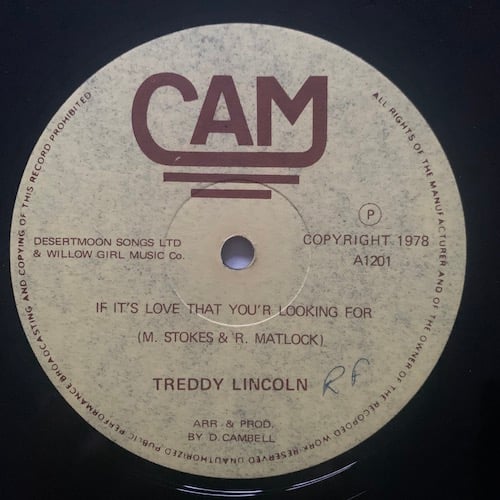 CAM
ALL RIGHTS OF THE MANUFACTURER AND OF THE OWNER OF THE RECORDED WORK RESERVED UNAUTHORIZED PUBLIC PERFORMANCE BROADCASTING AND COPYING OF THIS RECORD PROHIBITED
DESERTMOON SONGS LTD
& WILLOW GIRL MUSIC Co.
P
COPYRIGHT 1978
A1201
IF IT'S LOVE THAT YOU'R LOOKING FOR
(M. STOKES & R. MATLOCK)
TREDDY LINCOLN
RF
ARR & PROD.
BY D. CAMBELL